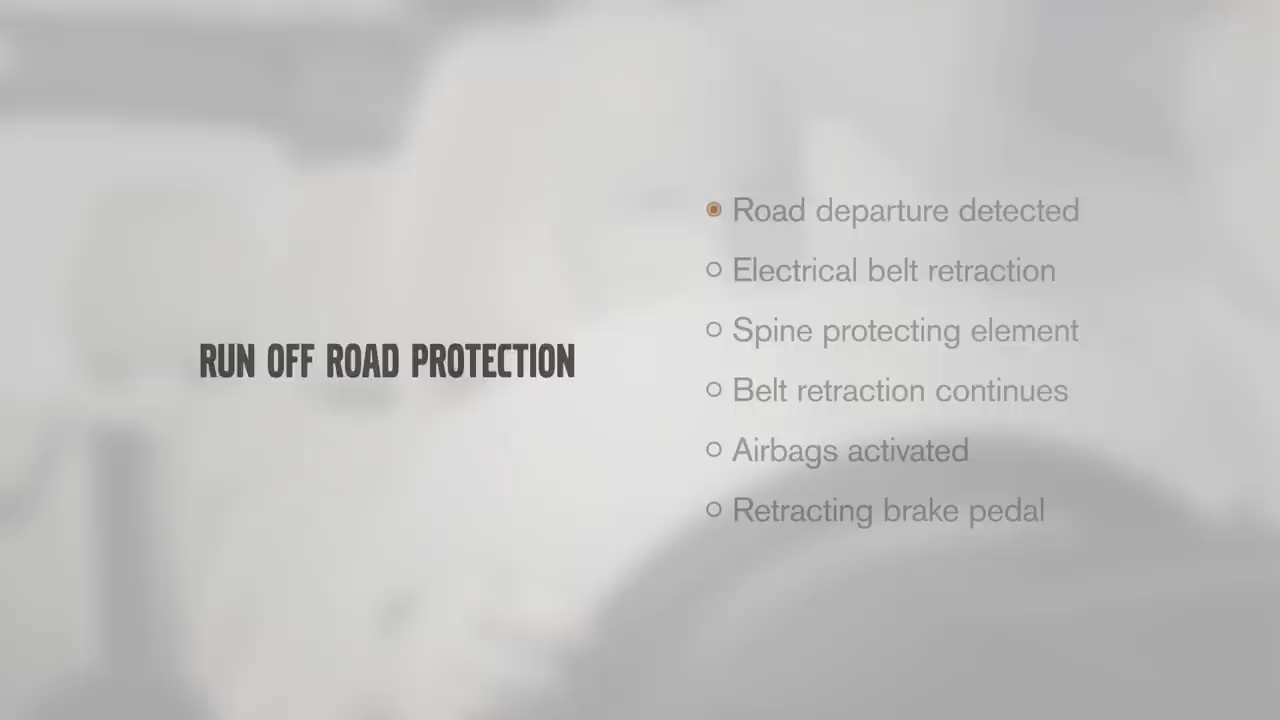 RUN OFF ROAD PROTECTION
Road departure detected
Electrical belt retraction
Spine protecting element
Belt retraction continues
Airbags activated
Retracting brake pedal